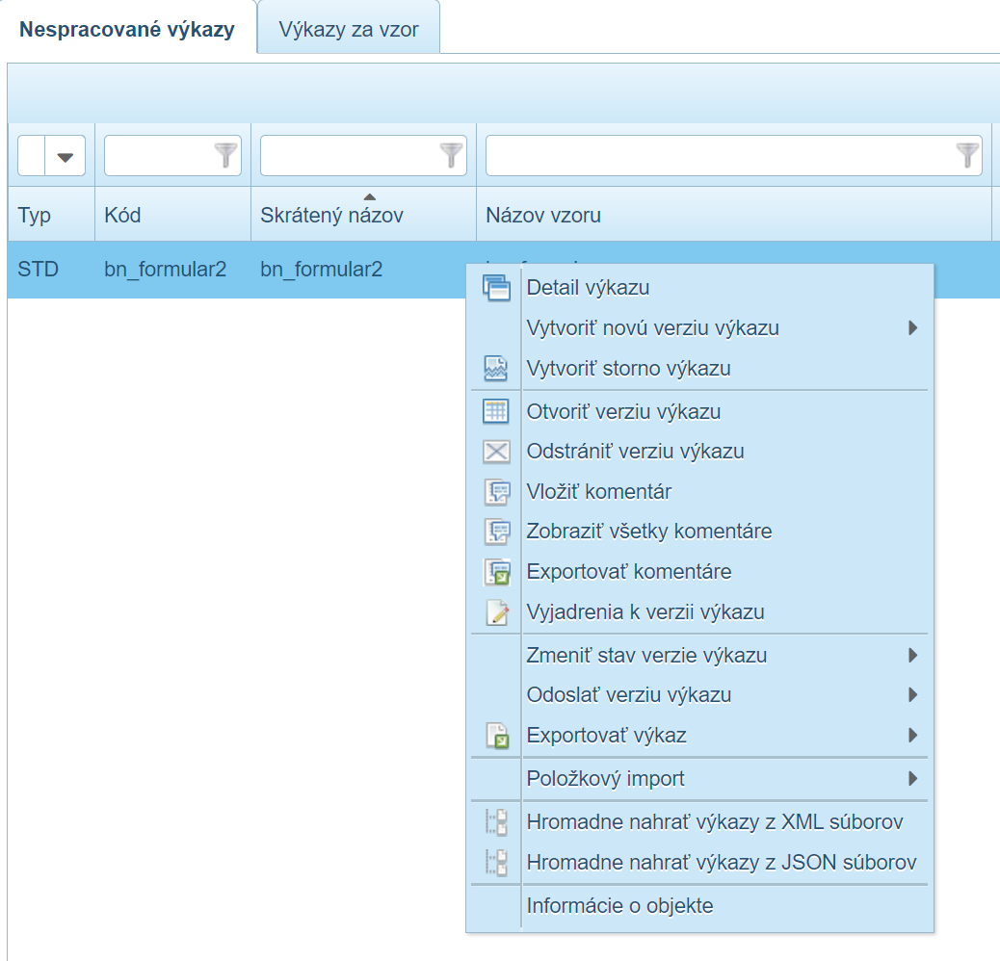 Nespracované výkazy Výkazy za vzor
Typ Kód Skrátený názov Názov vzoru
STD bn_formular2 bn_formular2
Detail výkazu
Vytvoriť novú verziu výkazu
Vytvoriť storno výkazu
Otvoriť verziu výkazu
Odstrániť verziu výkazu
Vložiť komentár
Zobraziť všetky komentáre
Exportovať komentáre
Vyjadrenia k verzii výkazu
Zmeniť stav verzie výkazu
Odoslať verziu výkazu
Exportovať výkaz
Položkový import
Hromadne nahrať výkazy z XML súborov
Hromadne nahrať výkazy z JSON súborov
Informácie o objekte